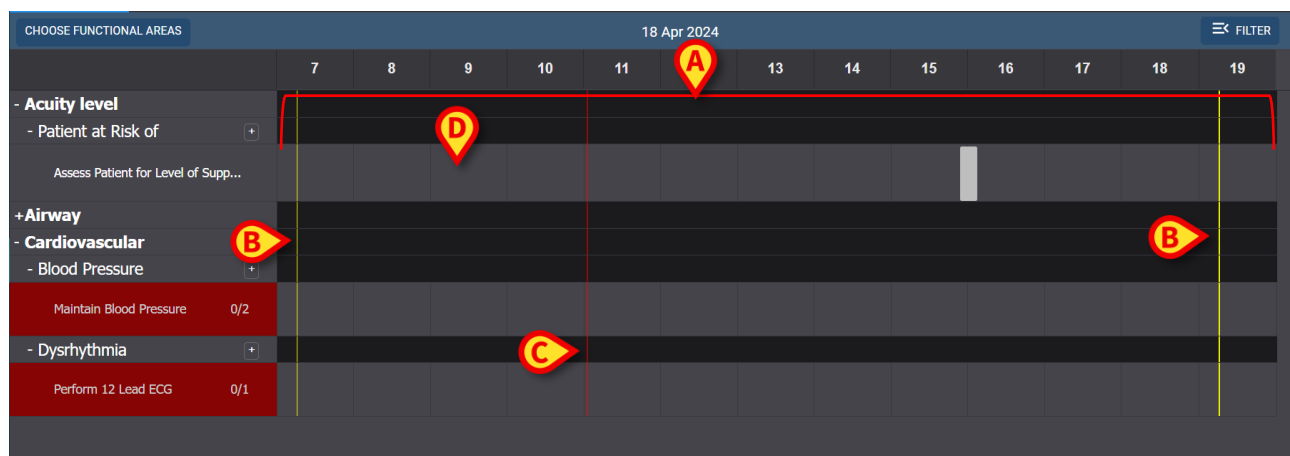 CHOOSE FUNCTIONAL AREAS 18 Apr 2024 FILTER
7 8 9 10 11 A 13 14 15 16 17 18 19
- Acuity level
- Patient at Risk of +
D
Assess Patient for Level of Supp...
+Airway
- Cardiovascular B B
- Blood Pressure +
Maintain Blood Pressure 0/2
- Dysrhythmia + C
Perform 12 Lead ECG 0/1